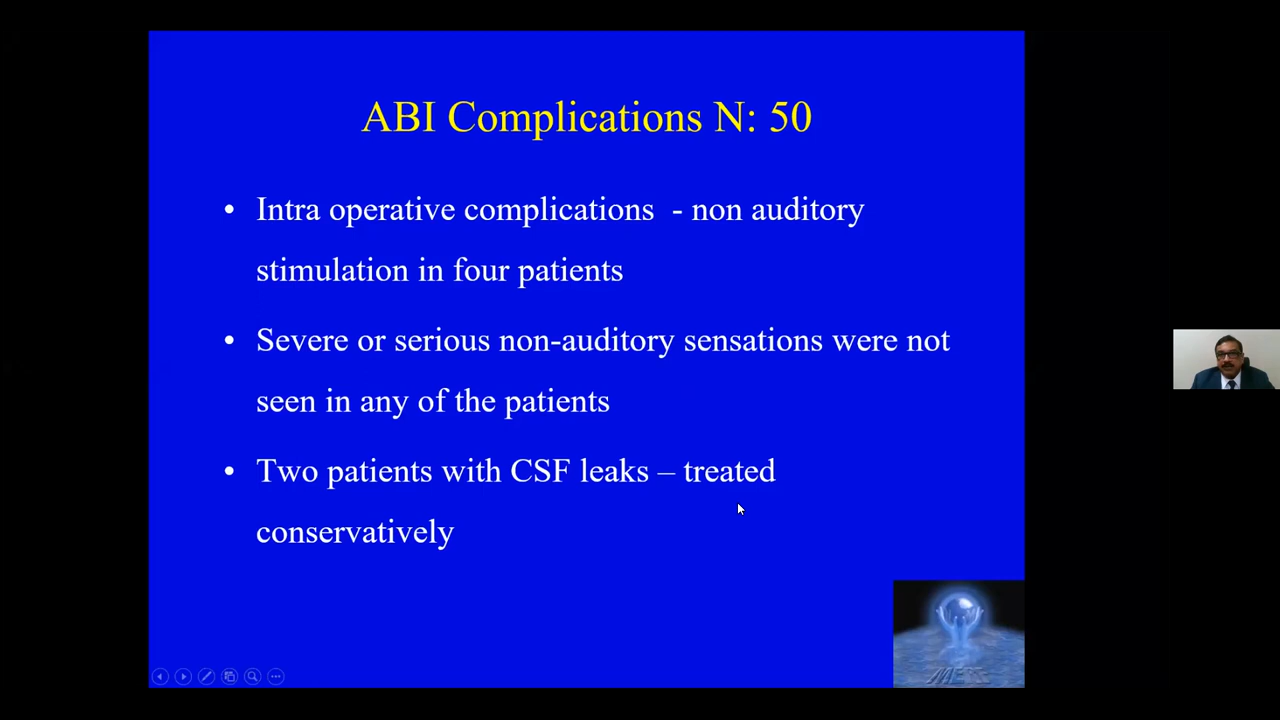 ABI Complications N: 50
• Intra operative complications  - non auditory
stimulation in four patients
• Severe or serious non-auditory sensations were not
seen in any of the patients
• Two patients with CSF leaks – treated
conservatively